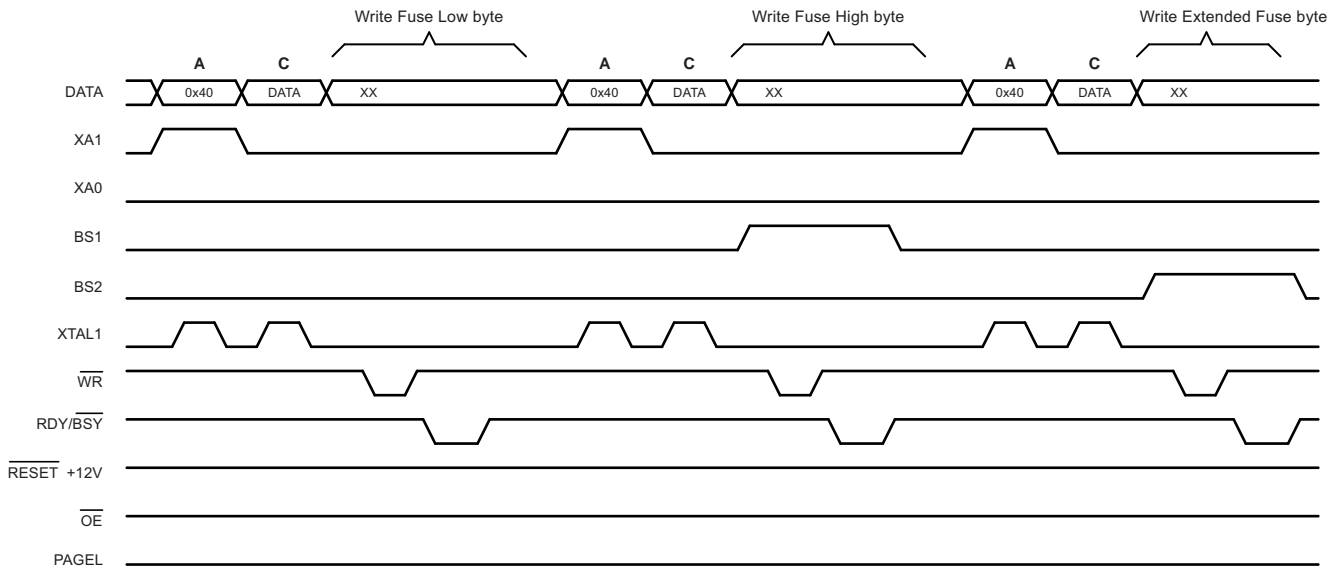 Write Fuse Low byte Write Fuse High byte Write Extended Fuse byte
A C A C A C
DATA 0x40 DATA XX 0x40 DATA XX 0x40 DATA XX
XA1
XA0
BS1
BS2
XTAL1
WR
RDY/BSY
RESET +12V
OE
PAGEL